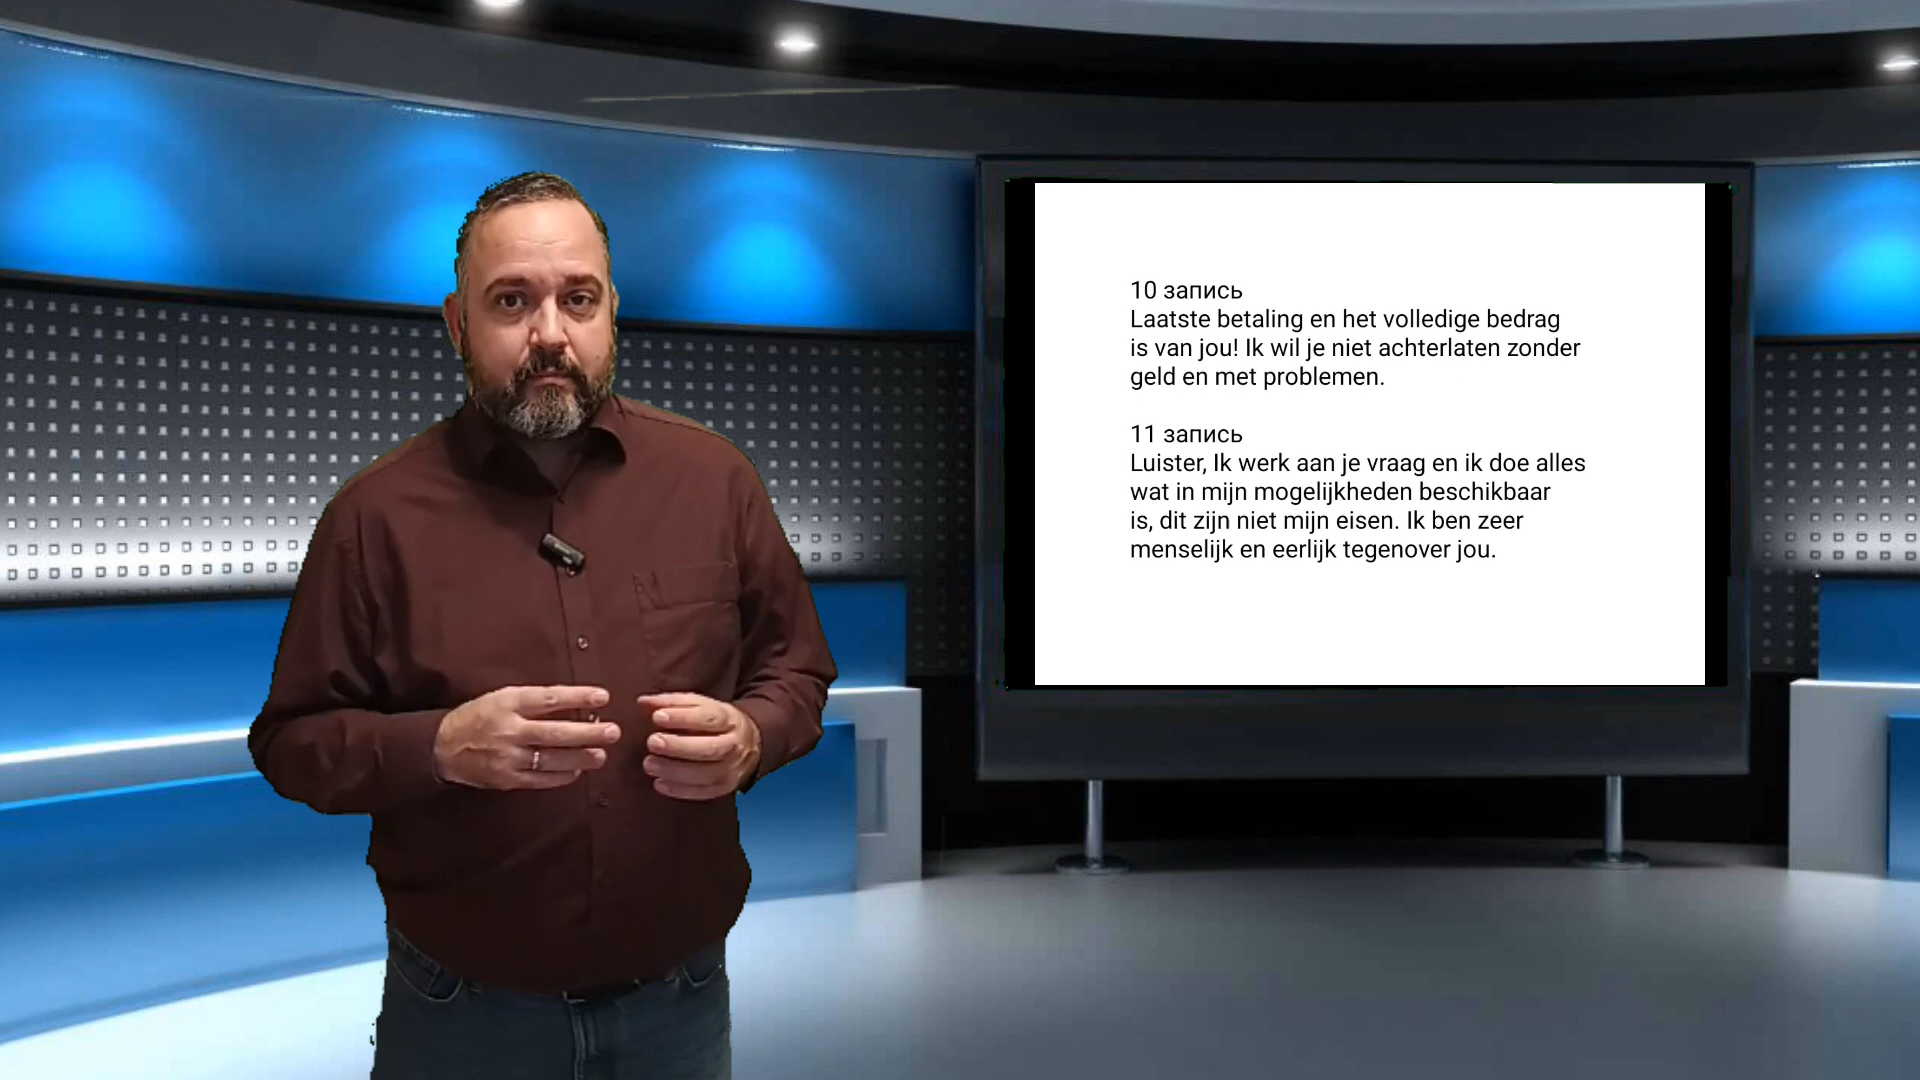 10 запись
Laatste betaling en het volledige bedrag
is van jou! Ik wil je niet achterlaten zonder
geld en met problemen.
11 запись
Luister, Ik werk aan je vraag en ik doe alles
wat in mijn mogelijkheden beschikbaar
is, dit zijn niet mijn eisen. Ik ben zeer
menselijk en eerlijk tegenover jou.